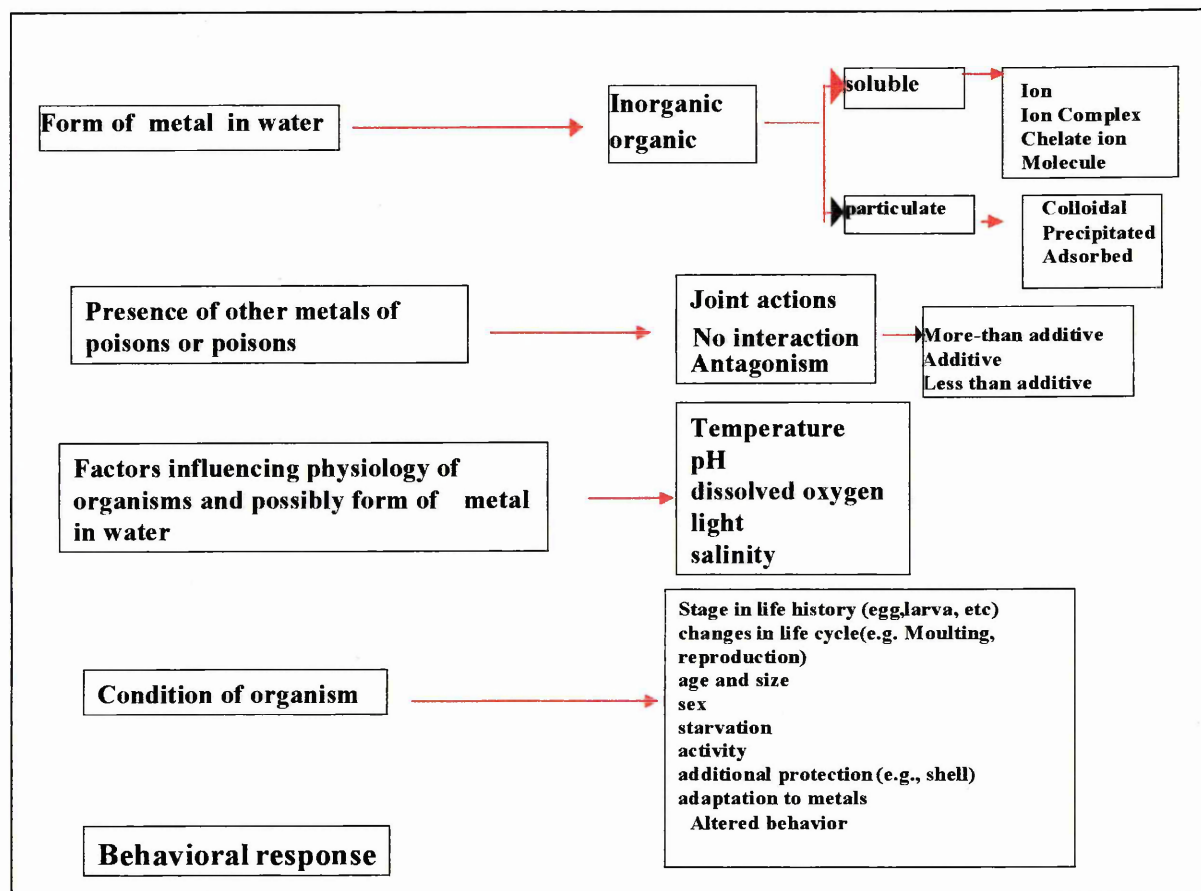 Form of metal in water
Inorganic
organic
soluble
Ion
Ion Complex
Chelate ion
Molecule
particulate
Colloidal
Precipitated
Adsorbed
Presence of other metals of
poisons or poisons
Joint actions
No interaction
Antagonism
More-than additive
Additive
Less than additive
Factors influencing physiology of
organisms and possibly form of metal
in water
Temperature
pH
dissolved oxygen
light
salinity
Condition of organism
Stage in life history (egg,larva, etc)
changes in life cycle(e.g. Moulting,
reproduction)
age and size
sex
starvation
activity
additional protection (e.g., shell)
adaptation to metals
Altered behavior
Behavioral response